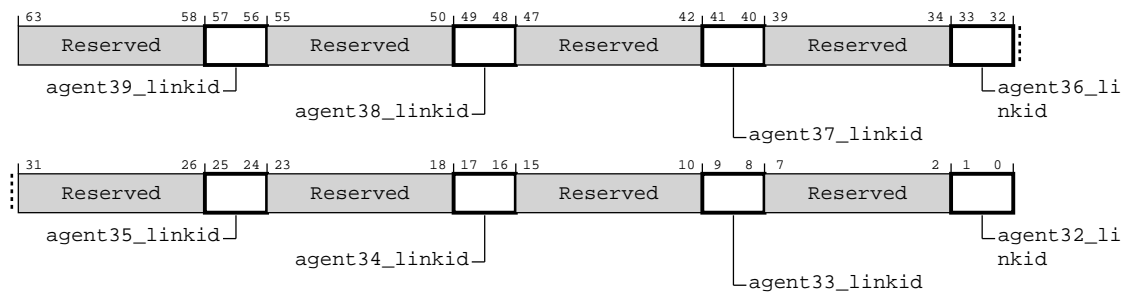 63 58 57 56 55 50 49 48 47 42 41 40 39 34 33 32
Reserved Reserved Reserved Reserved
agent39_linkid
agent38_linkid
agent37_linkid
agent36_li
nkid
31 26 25 24 23 18 17 16 15 10 9 8 7 2 1 0
Reserved Reserved Reserved Reserved
agent35_linkid
agent34_linkid
agent33_linkid
agent32_li
nkid